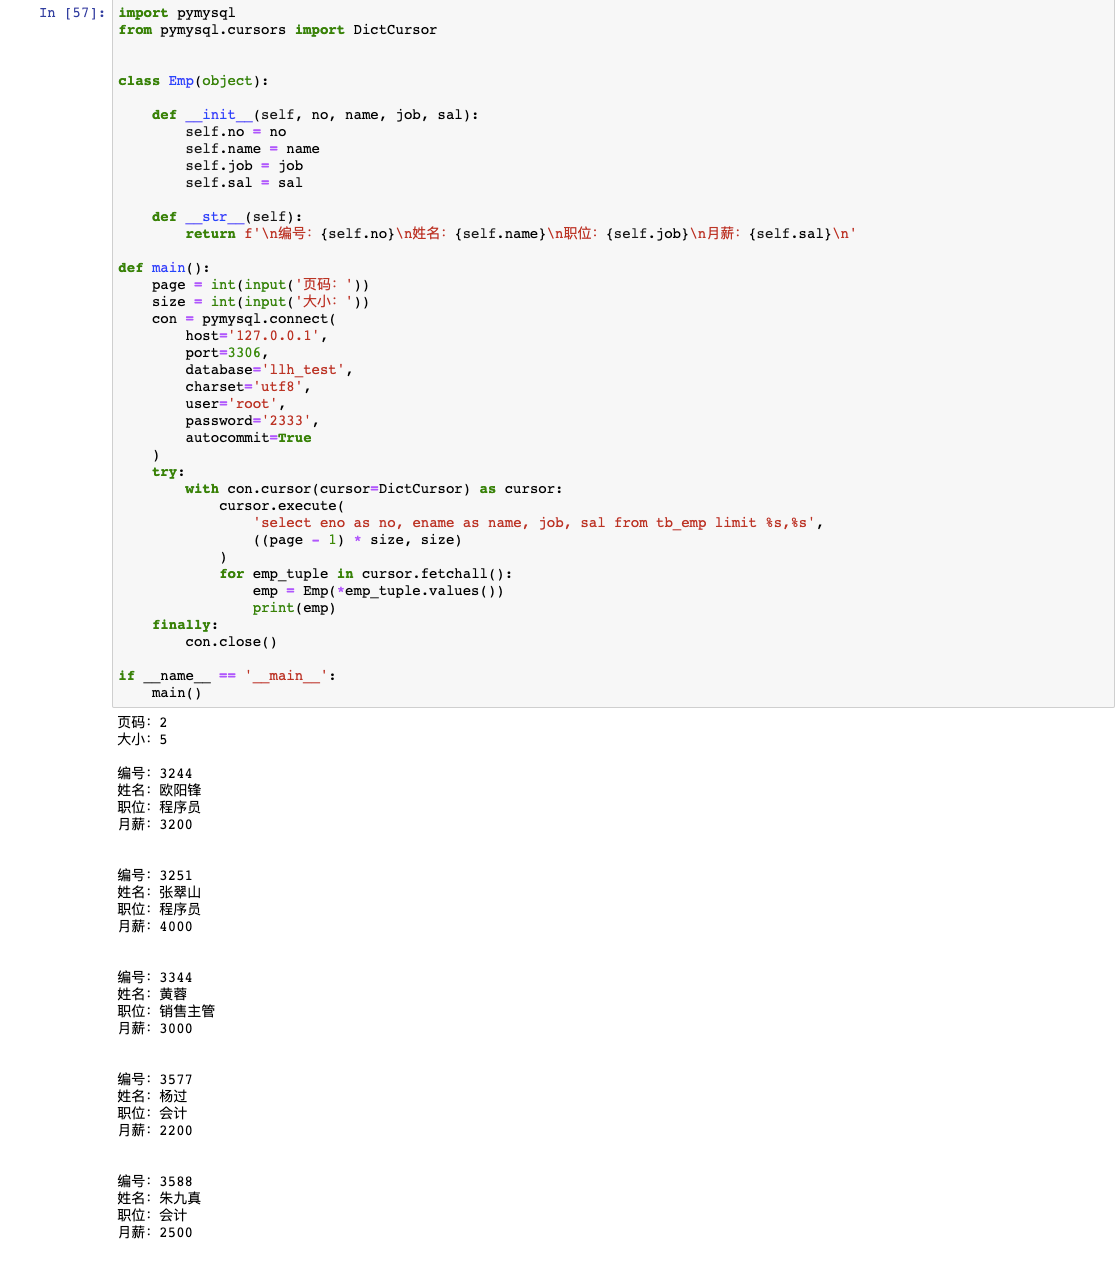 In [57]:
import pymysql
from pymysql.cursors import DictCursor
class Emp(object):
    def __init__(self, no, name, job, sal):
        self.no = no
        self.name = name
        self.job = job
        self.sal = sal
    def __str__(self):
        return f'\n编号：{self.no}\n姓名：{self.name}\n职位：{self.job}\n月薪：{self.sal}\n'
def main():
    page = int(input('页码：'))
    size = int(input('大小：'))
    con = pymysql.connect(
        host='127.0.0.1',
        port=3306,
        database='llh_test',
        charset='utf8',
        user='root',
        password='2333',
        autocommit=True
    )
    try:
        with con.cursor(cursor=DictCursor) as cursor:
            cursor.execute(
                'select eno as no, ename as name, job, sal from tb_emp limit %s,%s',
                ((page - 1) * size, size)
            )
            for emp_tuple in cursor.fetchall():
                emp = Emp(*emp_tuple.values())
                print(emp)
    finally:
        con.close()
if __name__ == '__main__':
    main()
页码：2
大小：5
编号：3244
姓名：欧阳锋
职位：程序员
月薪：3200
编号：3251
姓名：张翠山
职位：程序员
月薪：4000
编号：3344
姓名：黄蓉
职位：销售主管
月薪：3000
编号：3577
姓名：杨过
职位：会计
月薪：2200
编号：3588
姓名：朱九真
职位：会计
月薪：2500